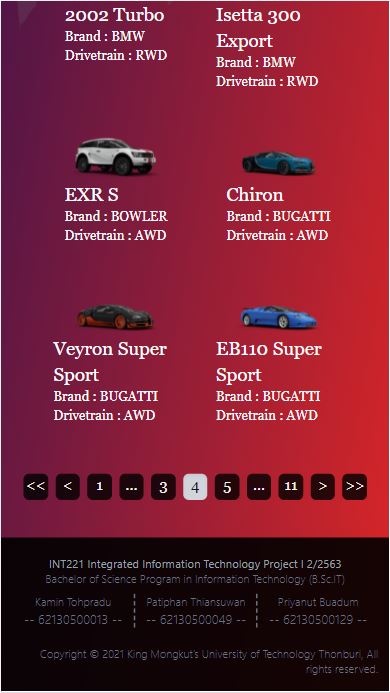 2002 Turbo
Brand : BMW
Drivetrain : RWD
Isetta 300
Export
Brand : BMW
Drivetrain : RWD
EXR S
Brand : BOWLER
Drivetrain : AWD
Chiron
Brand : BUGATTI
Drivetrain : AWD
Veyron Super
Sport
Brand : BUGATTI
Drivetrain : AWD
EB110 Super
Sport
Brand : BUGATTI
Drivetrain : AWD
<< < 1 ... 3 4 5 ... 11 > >>
INT221 Integrated Information Technology Project I 2/2563
Bachelor of Science Program in Information Technology (B.Sc.IT)
Kamin Tohpradu
-- 62130500013 --
Patiphan Thiansuwan
-- 62130500049 --
Priyanut Buadum
-- 62130500129 --
Copyright © 2021 King Mongkut's University of Technology Thonburi, All
rights reserved.